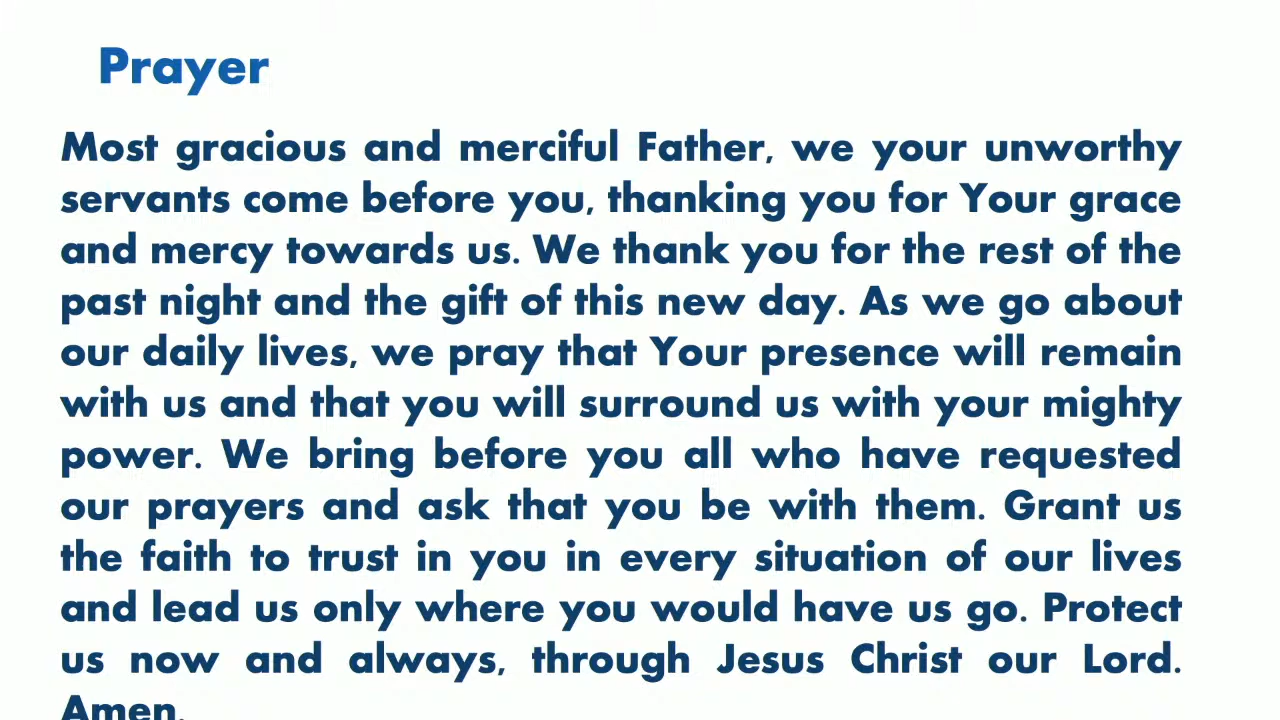 Prayer
Most gracious and merciful Father, we your unworthy
servants come before you, thanking you for Your grace
and mercy towards us. We thank you for the rest of the
past night and the gift of this new day. As we go about
our daily lives, we pray that Your presence will remain
with us and that you will surround us with your mighty
power. We bring before you all who have requested
our prayers and ask that you be with them. Grant us
the faith to trust in you in every situation of our lives
and lead us only where you would have us go. Protect
us now and always, through Jesus Christ our Lord.
Amen.